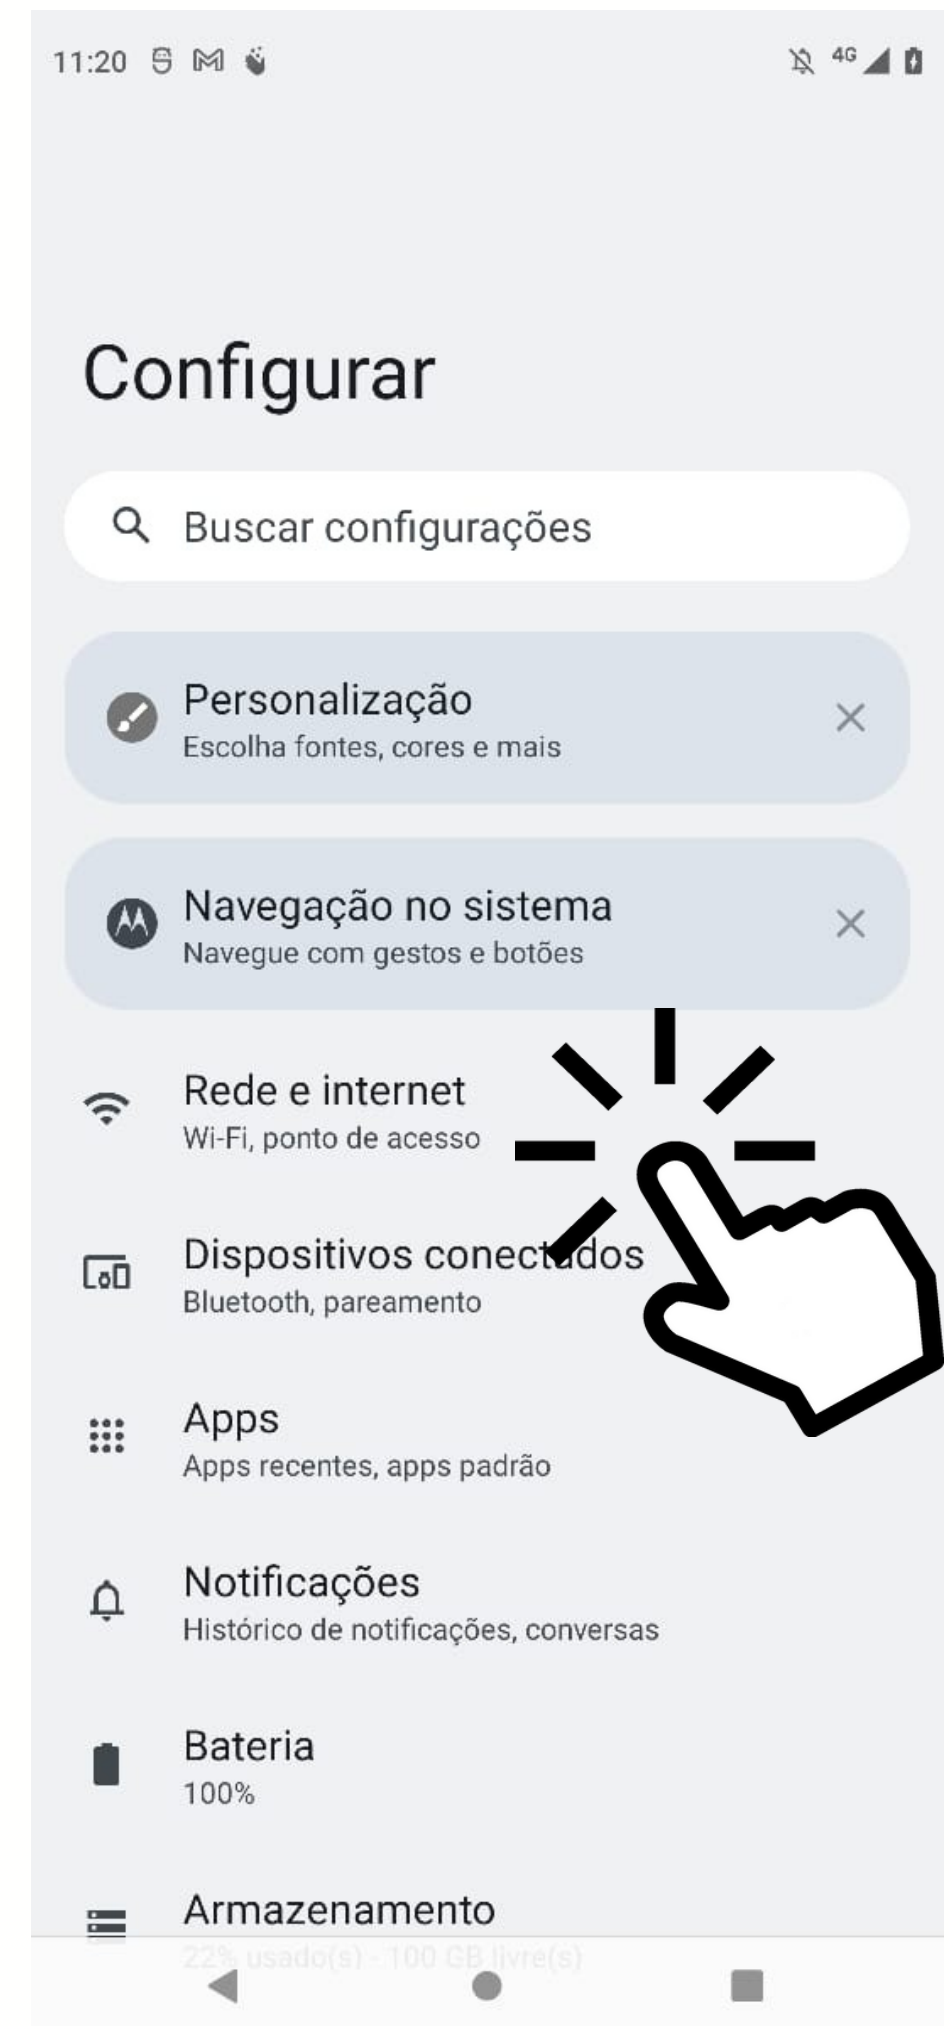 11:20
4G
Configurar
Buscar configurações
Personalização
Escolha fontes, cores e mais
Navegação no sistema
Navegue com gestos e botões
Rede e internet
Wi-Fi, ponto de acesso
Dispositivos conectados
Bluetooth, pareamento
Apps
Apps recentes, apps padrão
Notificações
Histórico de notificações, conversas
Bateria
100%
Armazenamento
22% usado(s) - 100 GB livre(s)